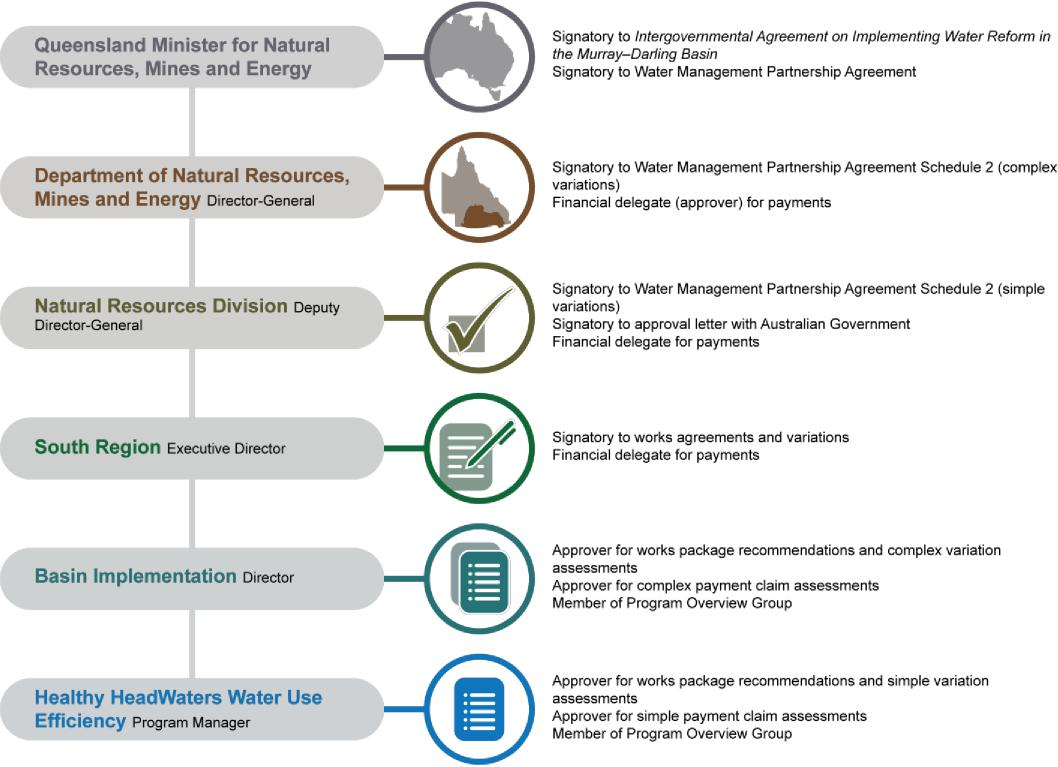 Queensland Minister for Natural
Resources, Mines and Energy
Signatory to Intergovernmental Agreement on Implementing Water Reform in
the Murray–Darling Basin
Signatory to Water Management Partnership Agreement
Department of Natural Resources,
Mines and Energy Director-General
Signatory to Water Management Partnership Agreement Schedule 2 (complex
variations)
Financial delegate (approver) for payments
Natural Resources Division Deputy
Director-General
Signatory to Water Management Partnership Agreement Schedule 2 (simple
variations)
Signatory to approval letter with Australian Government
Financial delegate for payments
South Region Executive Director
Signatory to works agreements and variations
Financial delegate for payments
Basin Implementation Director
Approver for works package recommendations and complex variation
assessments
Approver for complex payment claim assessments
Member of Program Overview Group
Healthy HeadWaters Water Use
Efficiency Program Manager
Approver for works package recommendations and simple variation
assessments
Approver for simple payment claim assessments
Member of Program Overview Group